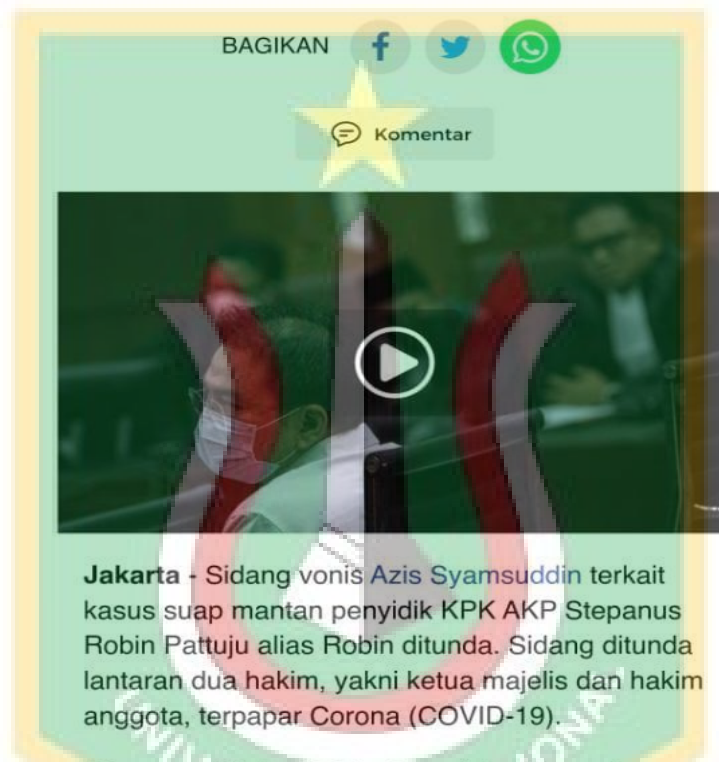 BAGIKAN
Komentar
Jakarta - Sidang vonis Azis Syamsuddin terkait
kasus suap mantan penyidik KPK AKP Stepanus
Robin Pattuju alias Robin ditunda. Sidang ditunda
lantaran dua hakim, yakni ketua majelis dan hakim
anggota, terpapar Corona (COVID-19).